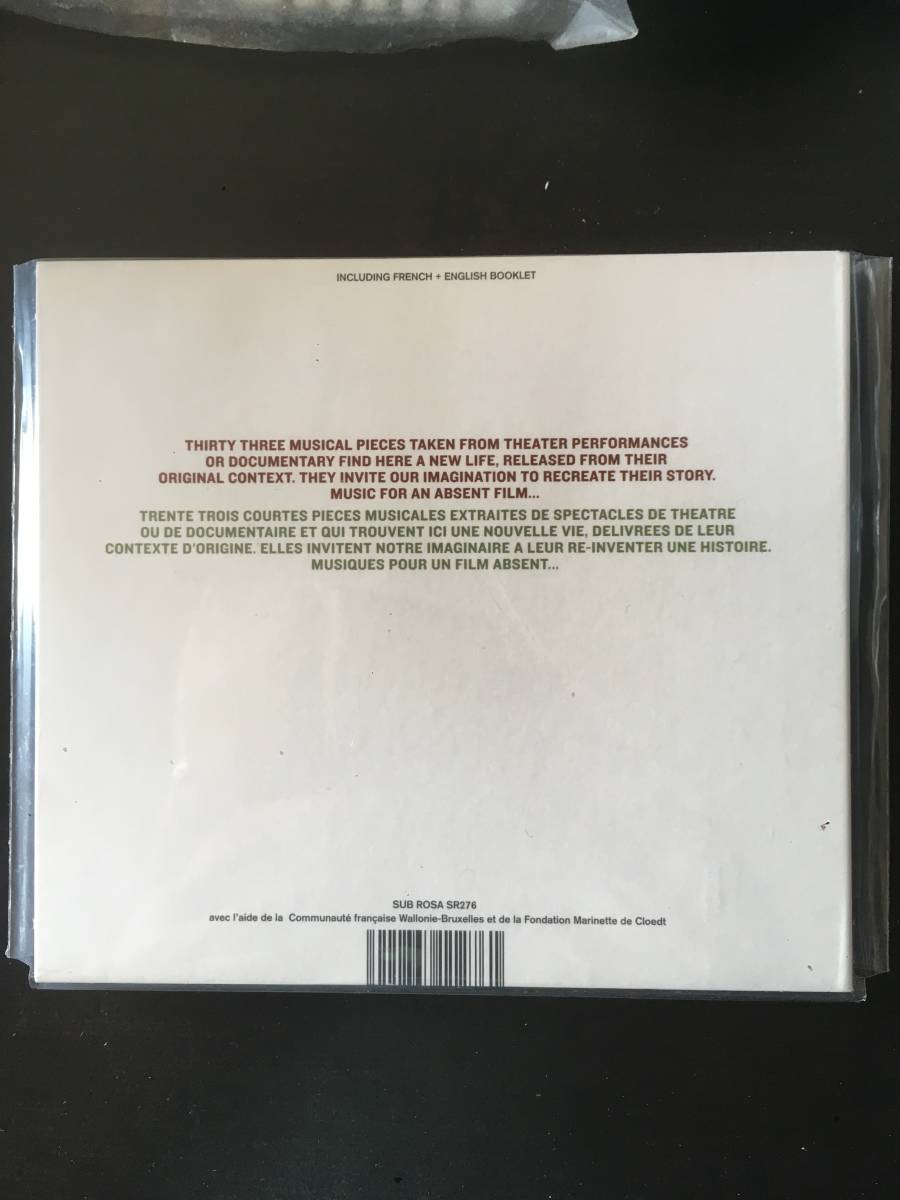 INCLUDING FRENCH + ENGLISH BOOKLET
THIRTY THREE MUSICAL PIECES TAKEN FROM THEATER PERFORMANCES
OR DOCUMENTARY FIND HERE A NEW LIFE, RELEASED FROM THEIR
ORIGINAL CONTEXT. THEY INVITE OUR IMAGINATION TO RECREATE THEIR STORY.
MUSIC FOR AN ABSENT FILM...
TRENTE TROIS COURTES PIECES MUSICALES EXTRAITES DE SPECTACLES DE THEATRE
OU DE DOCUMENTAIRE ET QUI TROUVENT ICI UNE NOUVELLE VIE, DELIVREES DE LEUR
CONTEXTE D'ORIGINE. ELLES INVITENT NOTRE IMAGINAIRE A LEUR RE-INVENTER UNE HISTOIRE.
MUSIQUES POUR UN FILM ABSENT...
SUB ROSA SR276
avec l'aide de la Communauté française Wallonie-Bruxelles et de la Fondation Marinette de Cloedt